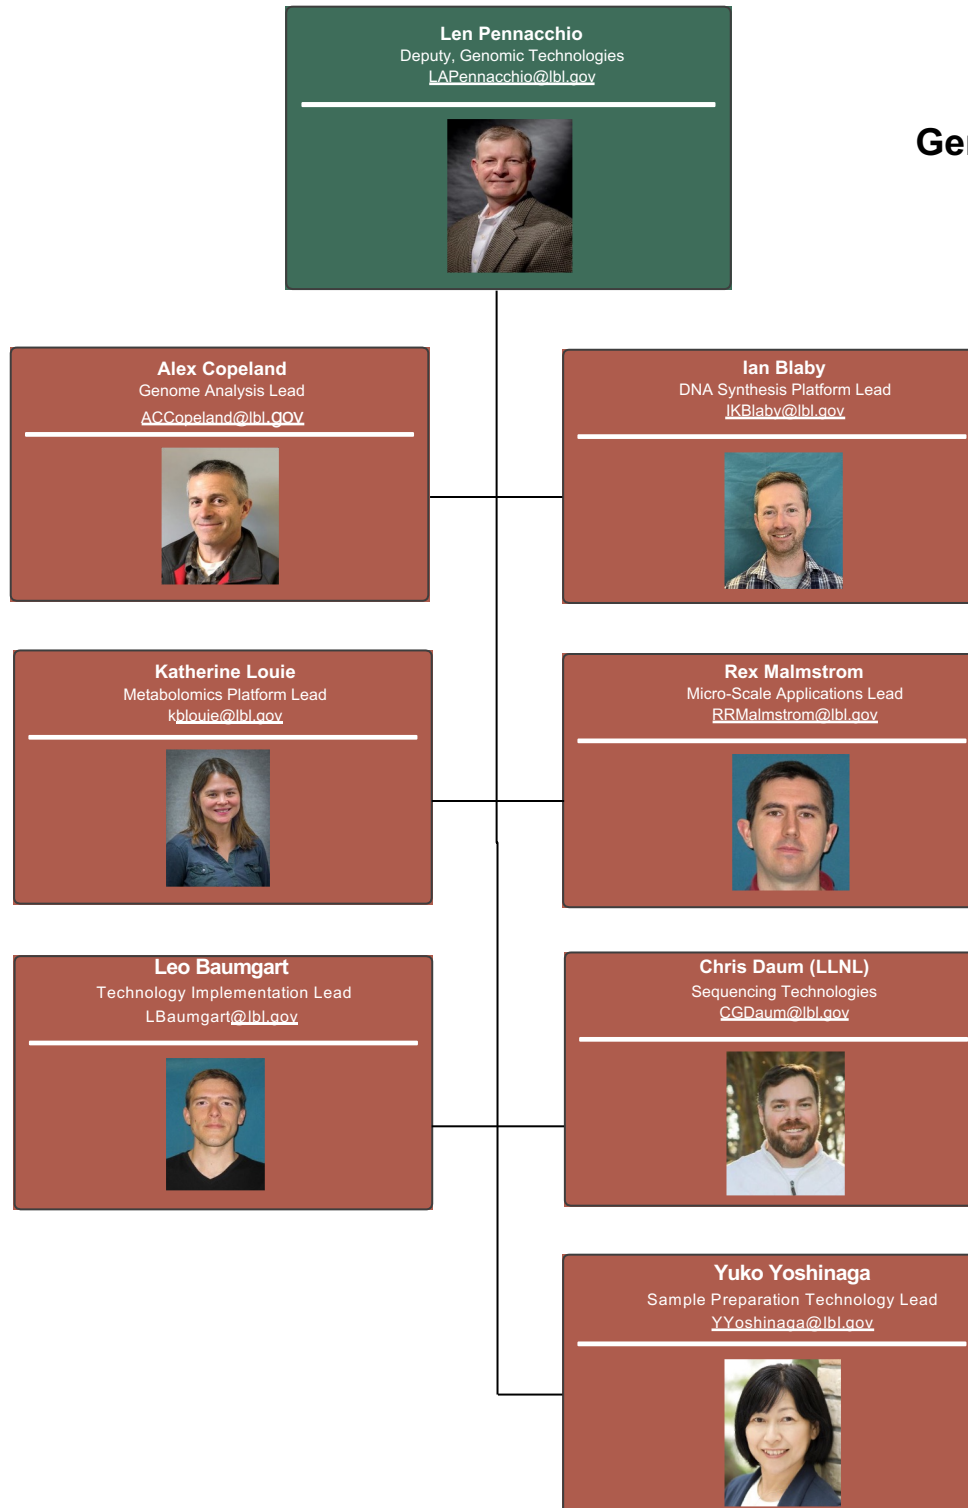 Len Pennacchio
Deputy, Genomic Technologies
LAPennacchio@lbl.gov
Alex Copeland
Genome Analysis Lead
ACCopeland@lbl.gov
Ian Blaby
DNA Synthesis Platform Lead
IKBlaby@lbl.gov
Katherine Louie
Metabolomics Platform Lead
kblouie@lbl.gov
Rex Malmstrom
Micro-Scale Applications Lead
RRMalmstrom@lbl.gov
Leo Baumgart
Technology Implementation Lead
LBaumgart@lbl.gov
Chris Daum (LLNL)
Sequencing Technologies
CGDaum@lbl.gov
Yuko Yoshinaga
Sample Preparation Technology Lead
YYoshinaga@lbl.gov